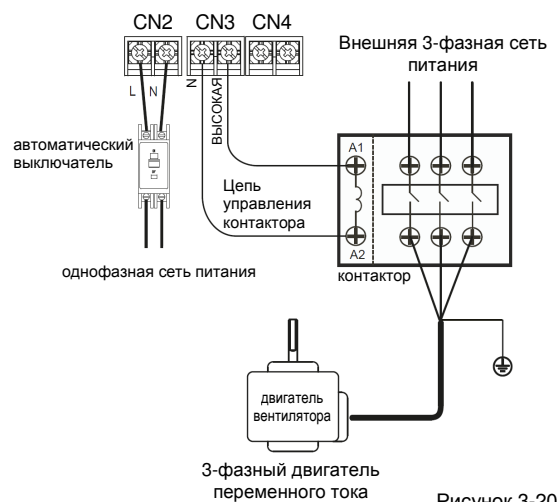 CN2 CN3 CN4
L N
N
ВЫСОКАЯ
Внешняя 3-фазная сеть
питания
автоматический
выключатель
Цепь
управления
контактора
A1
A2
однофазная сеть питания
контактор
двигатель
вентилятора
3-фазный двигатель
переменного тока
Рисунок 3-20